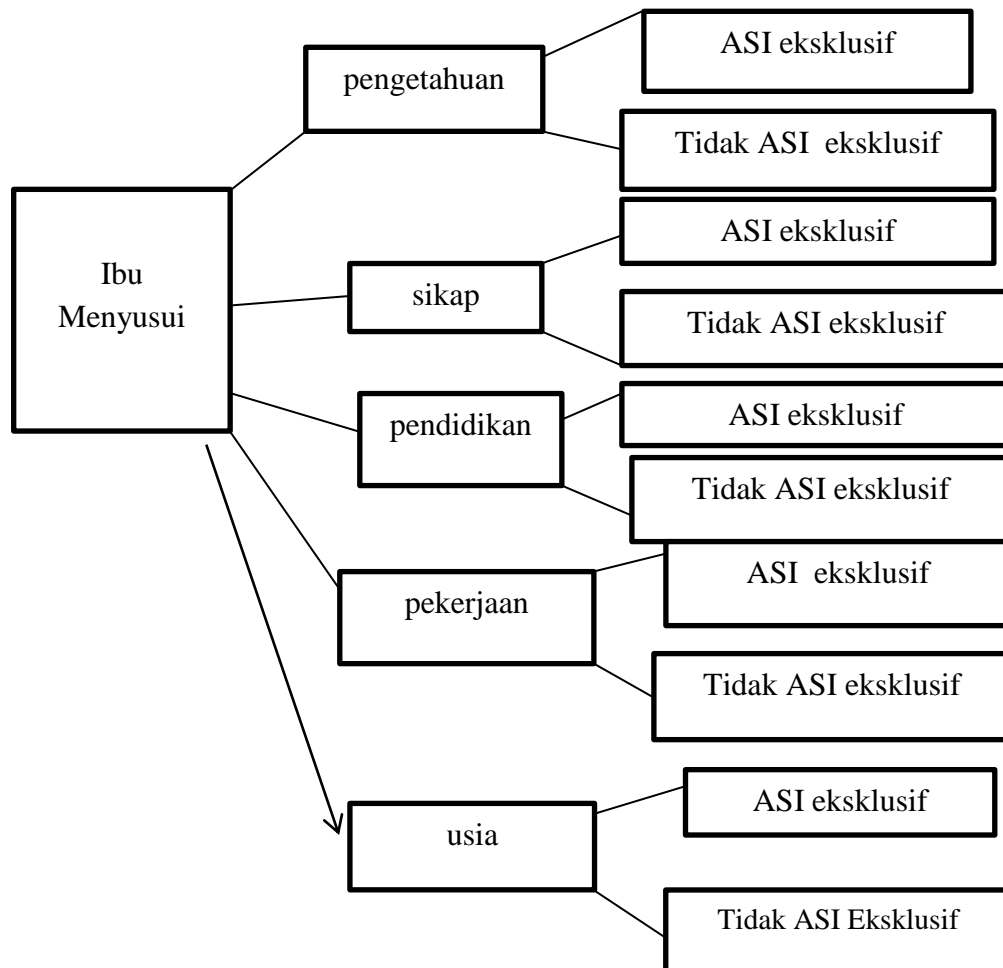 ASI eksklusif
pengetahuan
Tidak ASI eksklusif
Ibu
Menyusui
ASI eksklusif
sikap
Tidak ASI eksklusif
ASI eksklusif
pendidikan
Tidak ASI eksklusif
ASI eksklusif
pekerjaan
Tidak ASI eksklusif
ASI eksklusif
usia
Tidak ASI Eksklusif